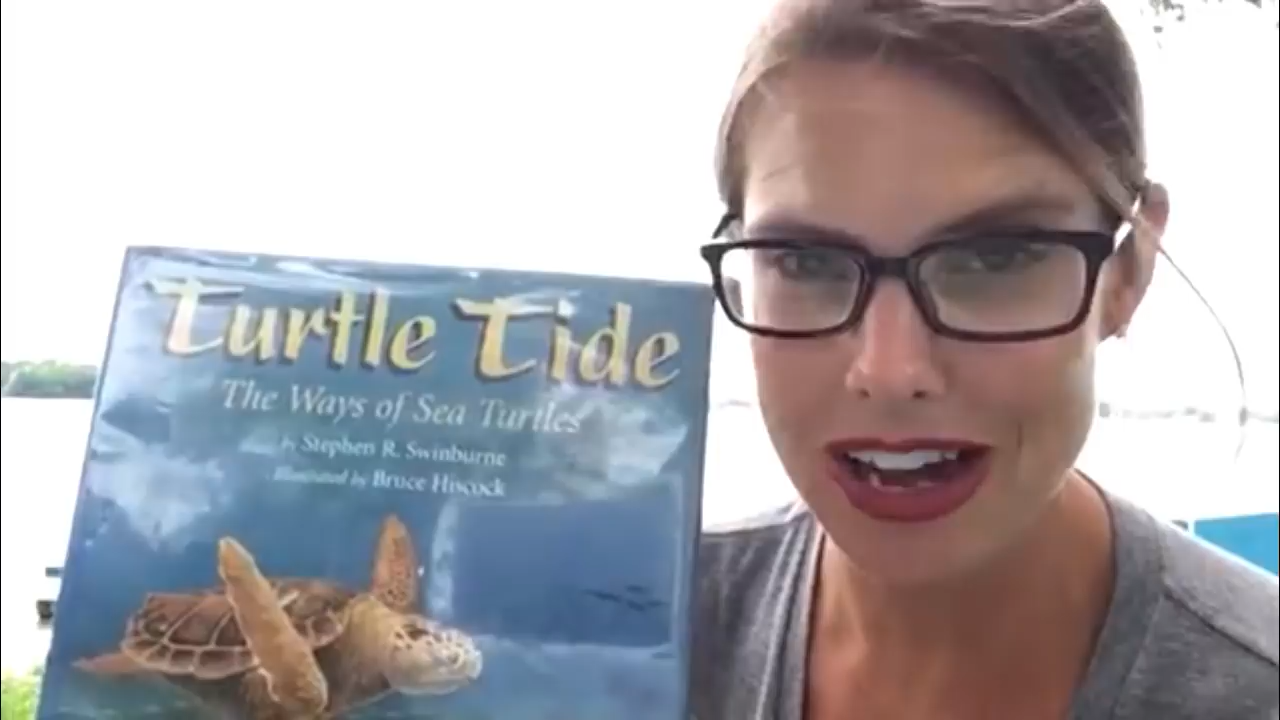 Turtle Tide
The Ways of Sea Turtles
by Stephen R. Swinburne
Illustrated by Bruce Hiscock